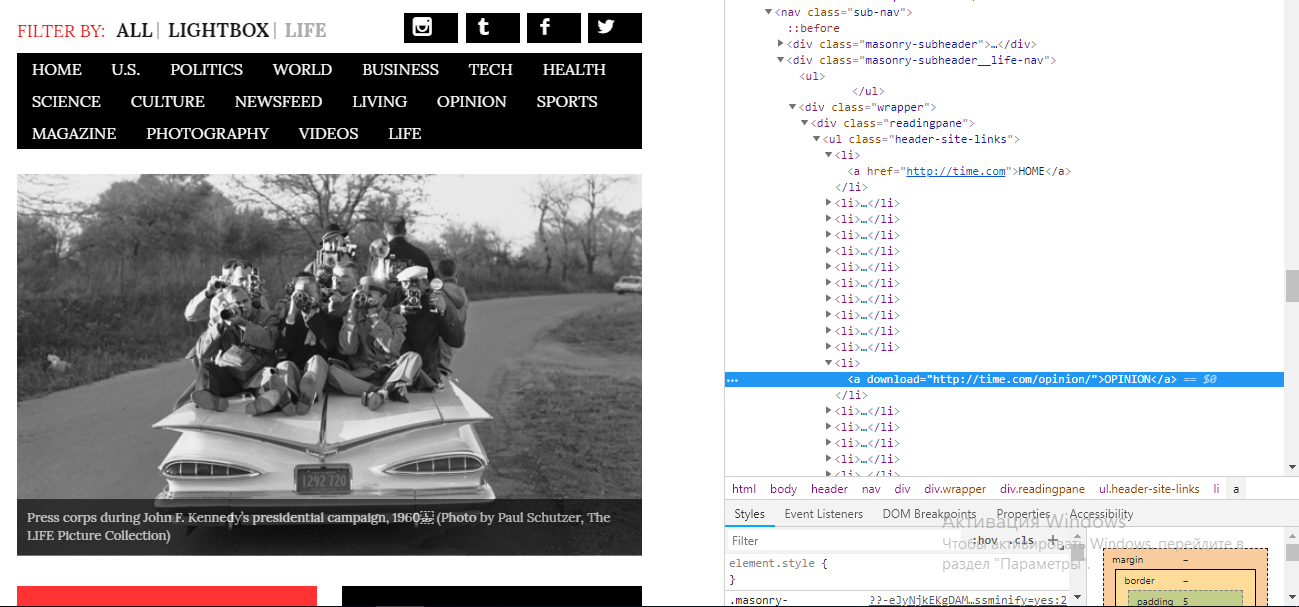 FILTER BY: ALL | LIGHTBOX | LIFE
HOME U.S. POLITICS WORLD BUSINESS TECH HEALTH
SCIENCE CULTURE NEWSFEED LIVING OPINION SPORTS
MAGAZINE PHOTOGRAPHY VIDEOS LIFE
1292 720
Press corps during John F. Kennedy's presidential campaign, 1960 (Photo by Paul Schutzer, The
LIFE Picture Collection)
▼<nav class="sub-nav">
::before
▶<div class="masonry-subheader">…</div>
▼<div class="masonry-subheader__life-nav">
<ul>
</ul>
▼<div class="wrapper">
▼<div class="readingpane">
▼<ul class="header-site-links">
▼<li>
<a href="http://time.com">HOME</a>
</li>
▶<li>…</li>
▶<li>…</li>
▶<li>…</li>
▶<li>…</li>
▶<li>…</li>
▶<li>…</li>
▶<li>…</li>
▶<li>…</li>
▶<li>…</li>
▶<li>…</li>
▼<li>
… <a download="http://time.com/opinion/">OPINION</a> == $0
</li>
▶<li>…</li>
▶<li>…</li>
▶<li>…</li>
▶<li>…</li>
▶<li>…</li>
html body header nav div div.wrapper div.readingpane ul.header-site-links li a
Styles Event Listeners DOM Breakpoints Properties Accessibility
Активация Windows
Filter :hov .cls +
Чтобы активировать Windows, перейдите в
раздел "Параметры".
element.style {
}
.masonry- ??-eJyNjkEKgDAM…ssminify=yes:2
margin –
border –
padding 5